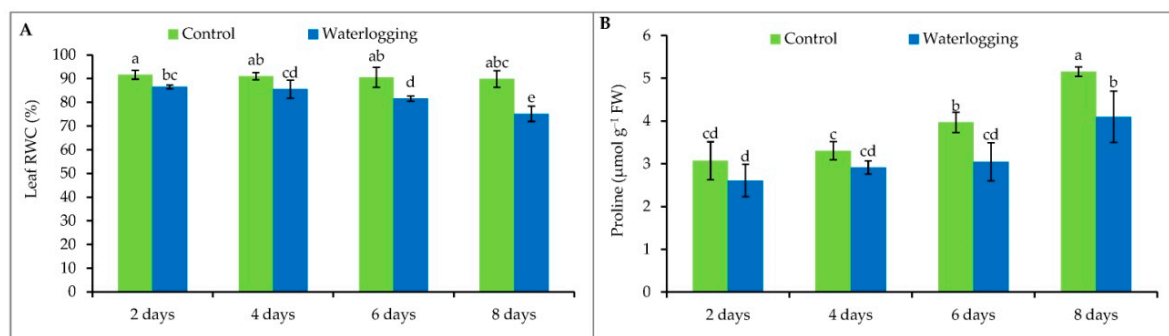 A
Control Waterlogging
100
90
80
70
60
50
40
30
20
10
0
Leaf RWC (%)
a bc ab cd ab d abc e
2 days 4 days 6 days 8 days
B
Control Waterlogging
6
5
4
3
2
1
0
Proline (µmol g⁻¹ FW)
cd d c cd b cd a b
2 days 4 days 6 days 8 days